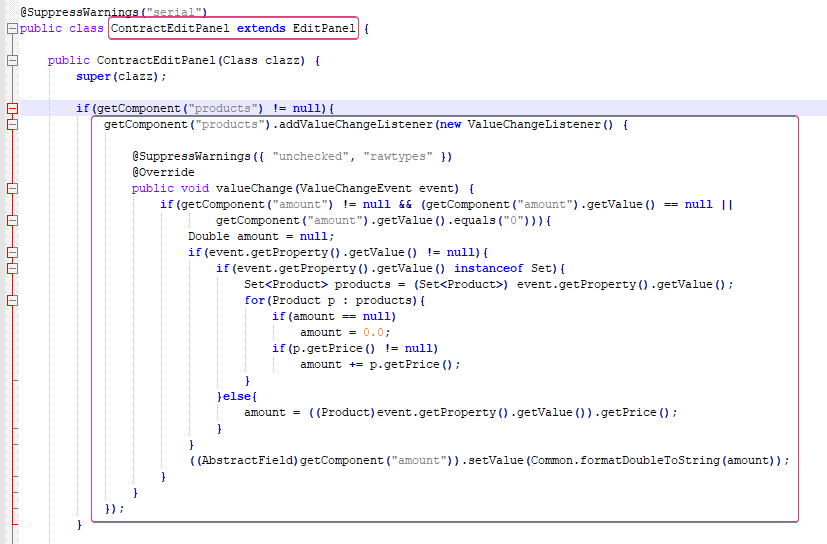 @SuppressWarnings("serial")
public class ContractEditPanel extends EditPanel {
public ContractEditPanel(Class clazz) {
super(clazz);
if(getComponent("products") != null){
getComponent("products").addValueChangeListener(new ValueChangeListener() {
@SuppressWarnings({ "unchecked", "rawtypes" })
@Override
public void valueChange(ValueChangeEvent event) {
if(getComponent("amount") != null && (getComponent("amount").getValue() == null ||
getComponent("amount").getValue().equals("0"))){
Double amount = null;
if(event.getProperty().getValue() != null){
if(event.getProperty().getValue() instanceof Set){
Set<Product> products = (Set<Product>) event.getProperty().getValue();
for(Product p : products){
if(amount == null)
amount = 0.0;
if(p.getPrice() != null)
amount += p.getPrice();
}
}else{
amount = ((Product)event.getProperty().getValue()).getPrice();
}
}
((AbstractField)getComponent("amount")).setValue(Common.formatDoubleToString(amount));
}
}
});
}